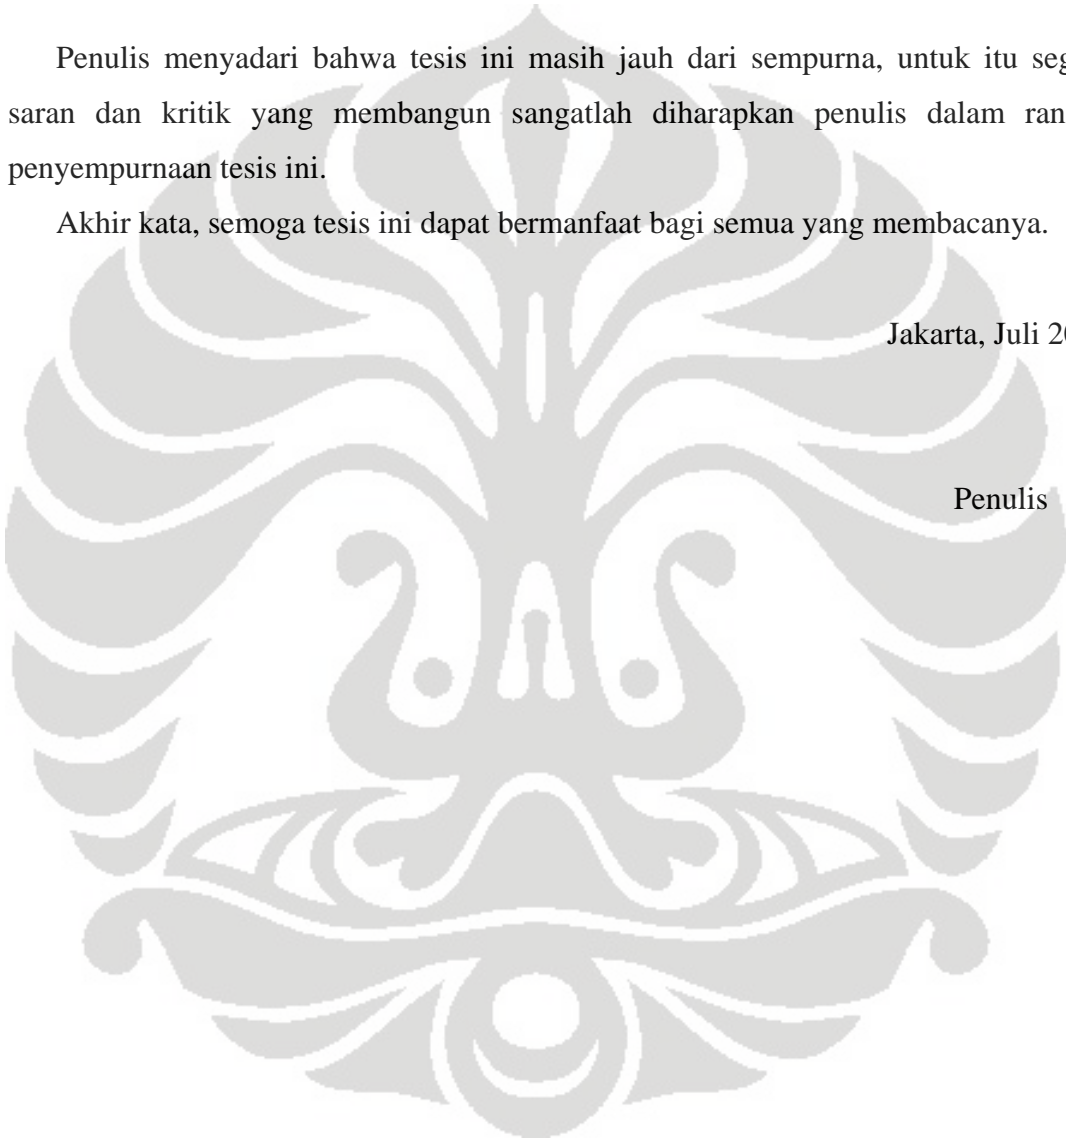 Penulis menyadari bahwa tesis ini masih jauh dari sempurna, untuk itu seg
saran dan kritik yang membangun sangatlah diharapkan penulis dalam ran
penyempurnaan tesis ini.
Akhir kata, semoga tesis ini dapat bermanfaat bagi semua yang membacanya.
Jakarta, Juli 20
Penulis